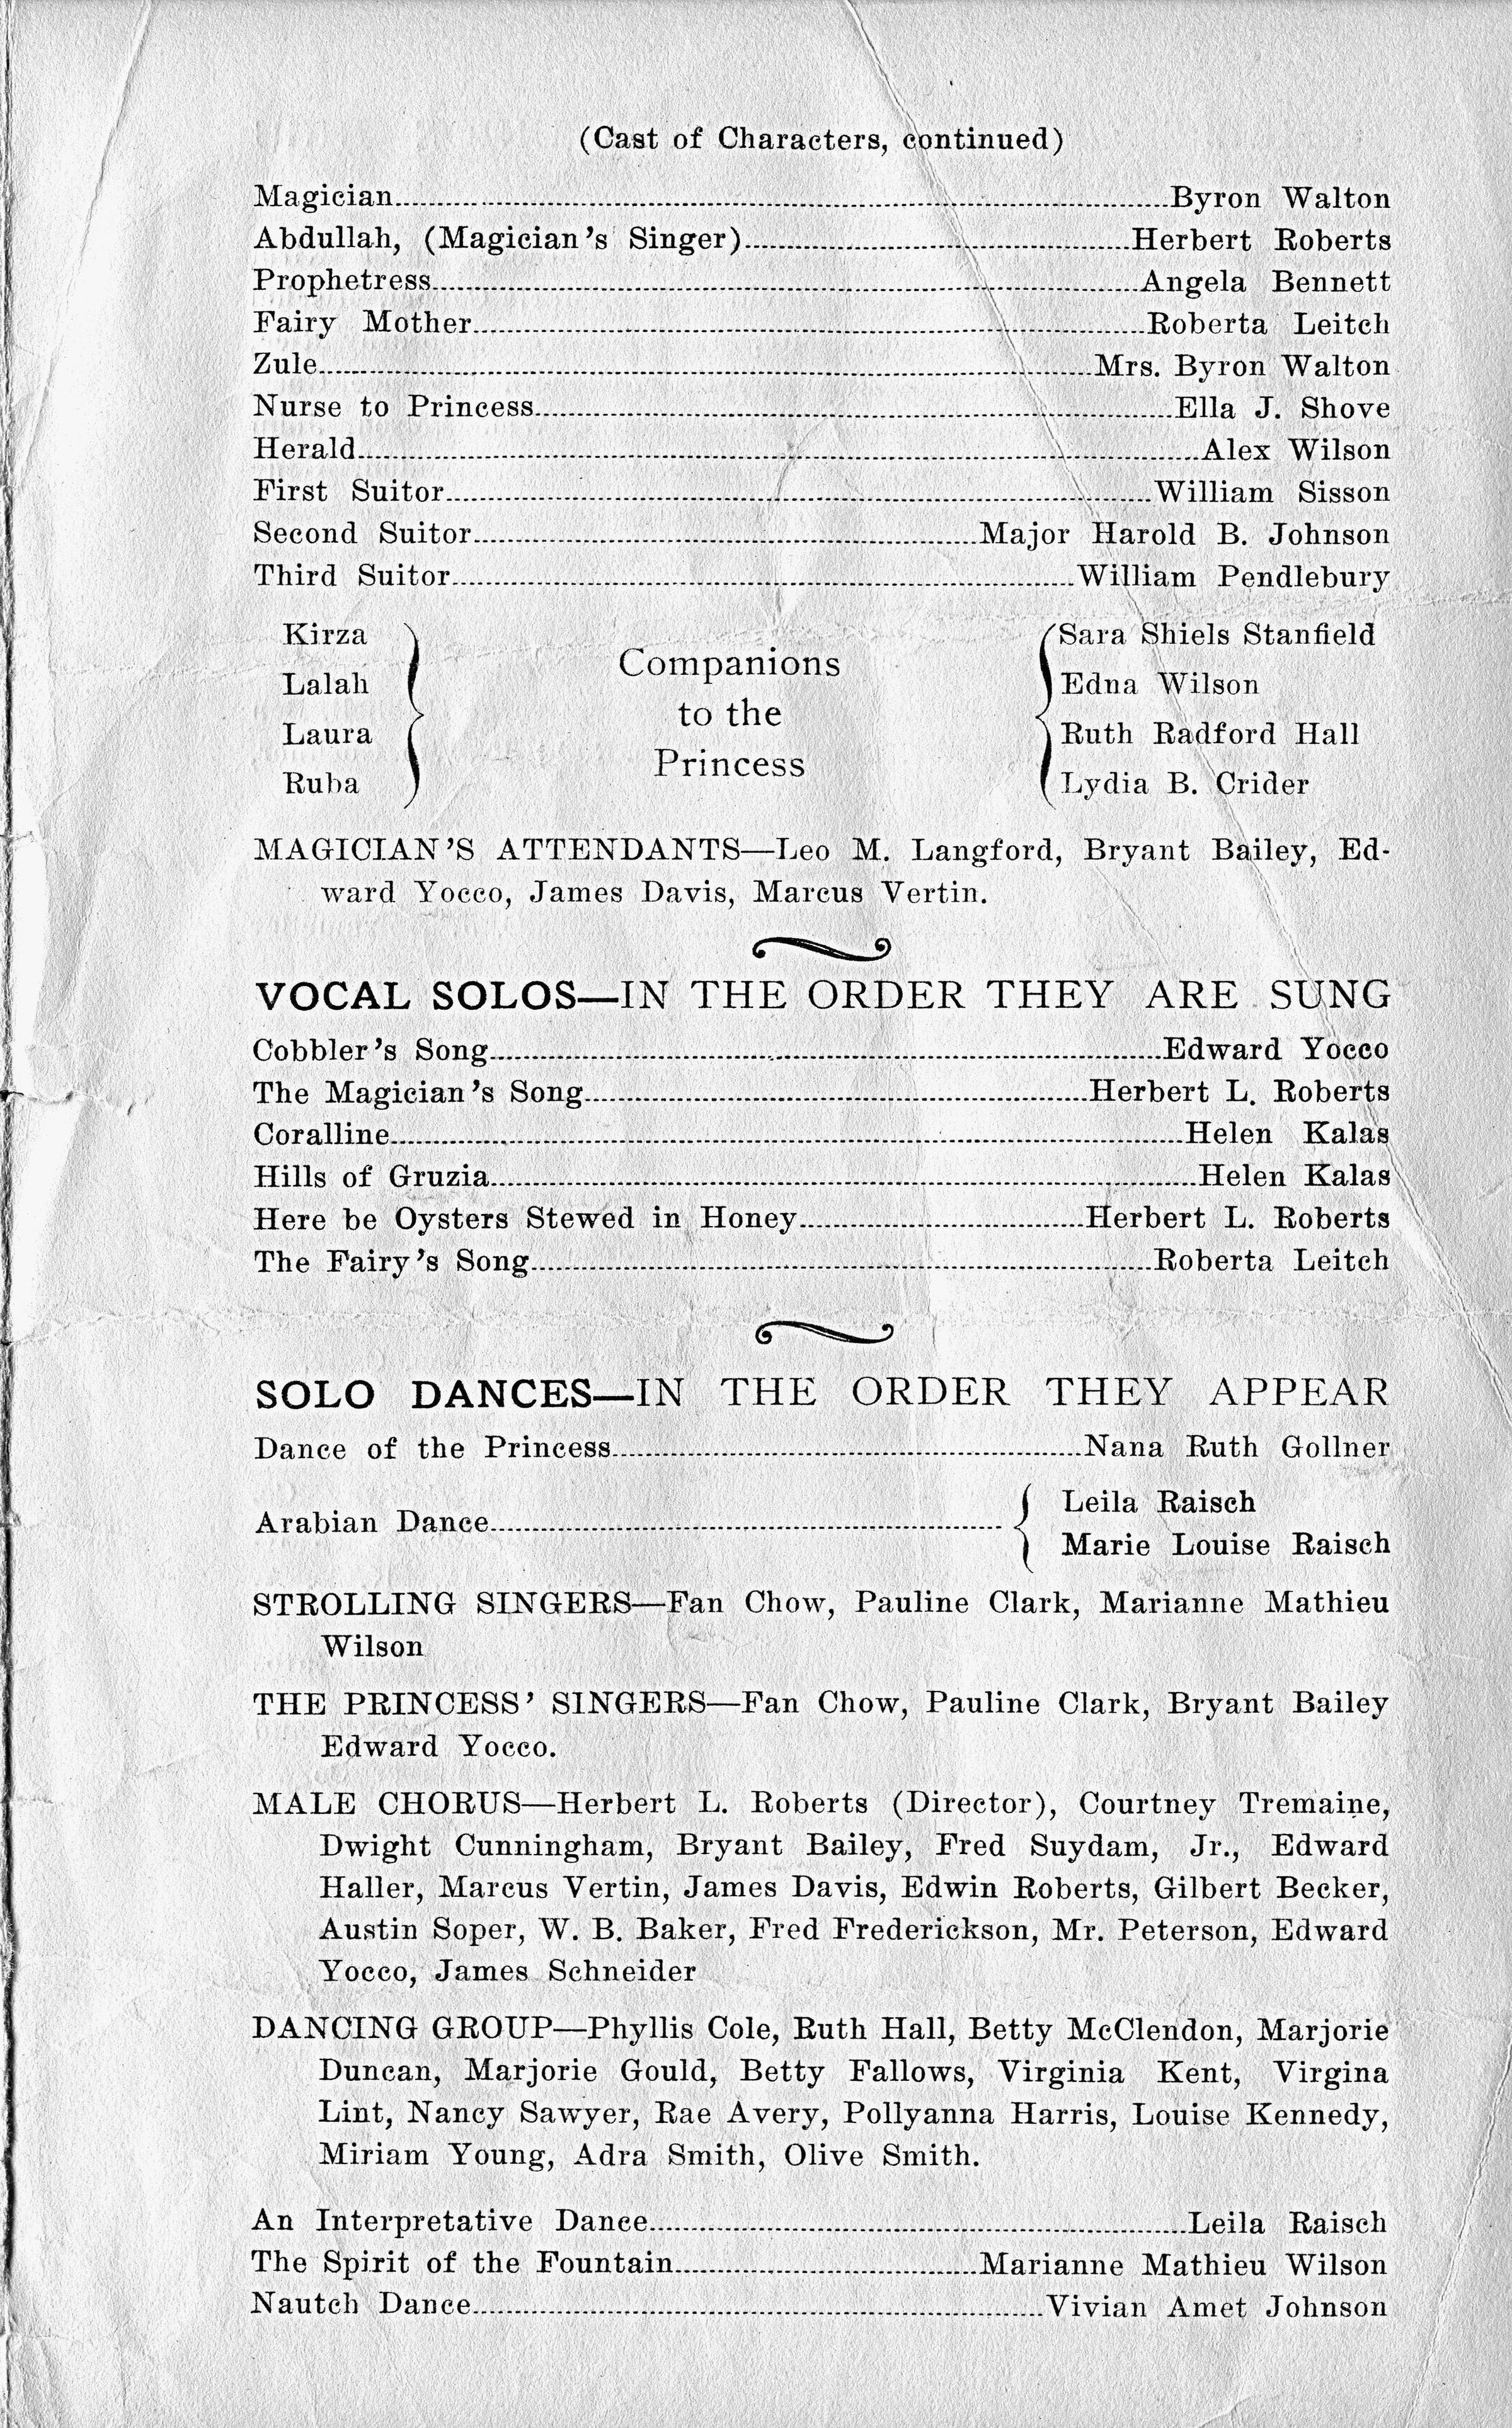 (Cast of Characters, continued)
Magician Byron Walton
Abdullah, (Magician's Singer) Herbert Roberts
Prophetress Angela Bennett
Fairy Mother Roberta Leitch
Zule Mrs. Byron Walton
Nurse to Princess Ella J. Shove
Herald Alex Wilson
First Suitor William Sisson
Second Suitor Major Harold B. Johnson
Third Suitor William Pendlebury
Kirza
Lalah
Laura
Ruba
Companions
to the
Princess
Sara Shiels Stanfield
Edna Wilson
Ruth Radford Hall
Lydia B. Crider
MAGICIAN'S ATTENDANTS—Leo M. Langford, Bryant Bailey, Ed-
ward Yocco, James Davis, Marcus Vertin.
VOCAL SOLOS—IN THE ORDER THEY ARE SUNG
Cobbler's Song Edward Yocco
The Magician's Song Herbert L. Roberts
Coralline Helen Kalas
Hills of Gruzia Helen Kalas
Here be Oysters Stewed in Honey Herbert L. Roberts
The Fairy's Song Roberta Leitch
SOLO DANCES—IN THE ORDER THEY APPEAR
Dance of the Princess Nana Ruth Gollner
Arabian Dance
Leila Raisch
Marie Louise Raisch
STROLLING SINGERS—Fan Chow, Pauline Clark, Marianne Mathieu
Wilson
THE PRINCESS' SINGERS—Fan Chow, Pauline Clark, Bryant Bailey
Edward Yocco.
MALE CHORUS—Herbert L. Roberts (Director), Courtney Tremaine,
Dwight Cunningham, Bryant Bailey, Fred Suydam, Jr., Edward
Haller, Marcus Vertin, James Davis, Edwin Roberts, Gilbert Becker,
Austin Soper, W. B. Baker, Fred Frederickson, Mr. Peterson, Edward
Yocco, James Schneider
DANCING GROUP—Phyllis Cole, Ruth Hall, Betty McClendon, Marjorie
Duncan, Marjorie Gould, Betty Fallows, Virginia Kent, Virgina
Lint, Nancy Sawyer, Rae Avery, Pollyanna Harris, Louise Kennedy,
Miriam Young, Adra Smith, Olive Smith.
An Interpretative Dance Leila Raisch
The Spirit of the Fountain Marianne Mathieu Wilson
Nautch Dance Vivian Amet Johnson